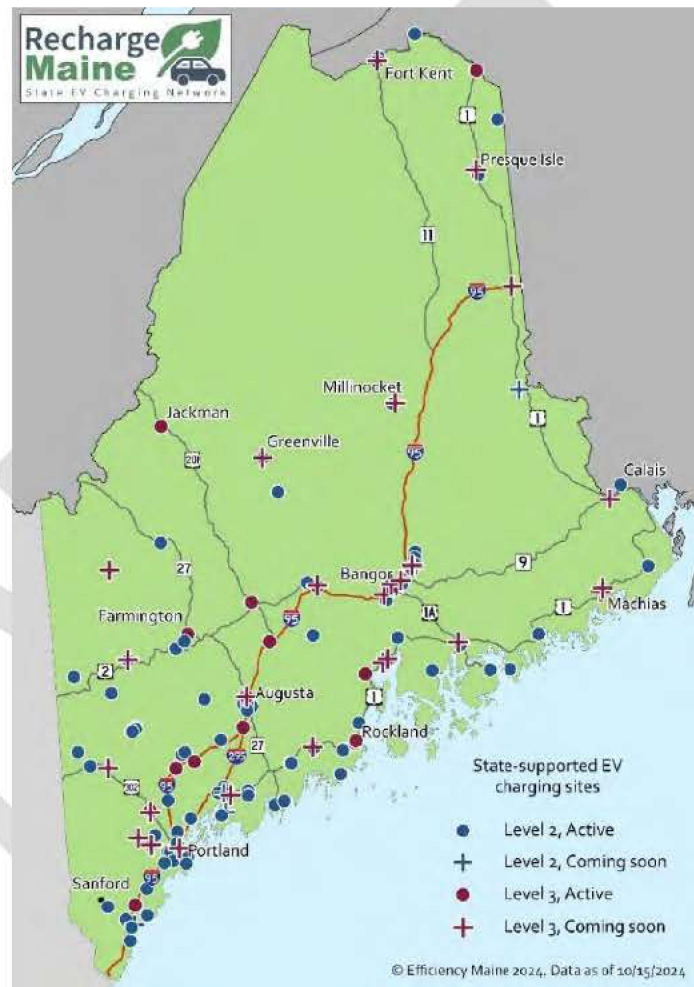 Recharge
Maine
State EV Charging Network
Fort Kent
1
Presque Isle
11
95
Millinocket
Jackman
Greenville
201
1
95
Calais
27
Bangor
9
1A
1
Machias
Farmington
95
2
Augusta
1
27
Rockland
295
95
302
Portland
95
Sanford
State-supported EV
charging sites
Level 2, Active
Level 2, Coming soon
Level 3, Active
Level 3, Coming soon
© Efficiency Maine 2024. Data as of 10/15/2024